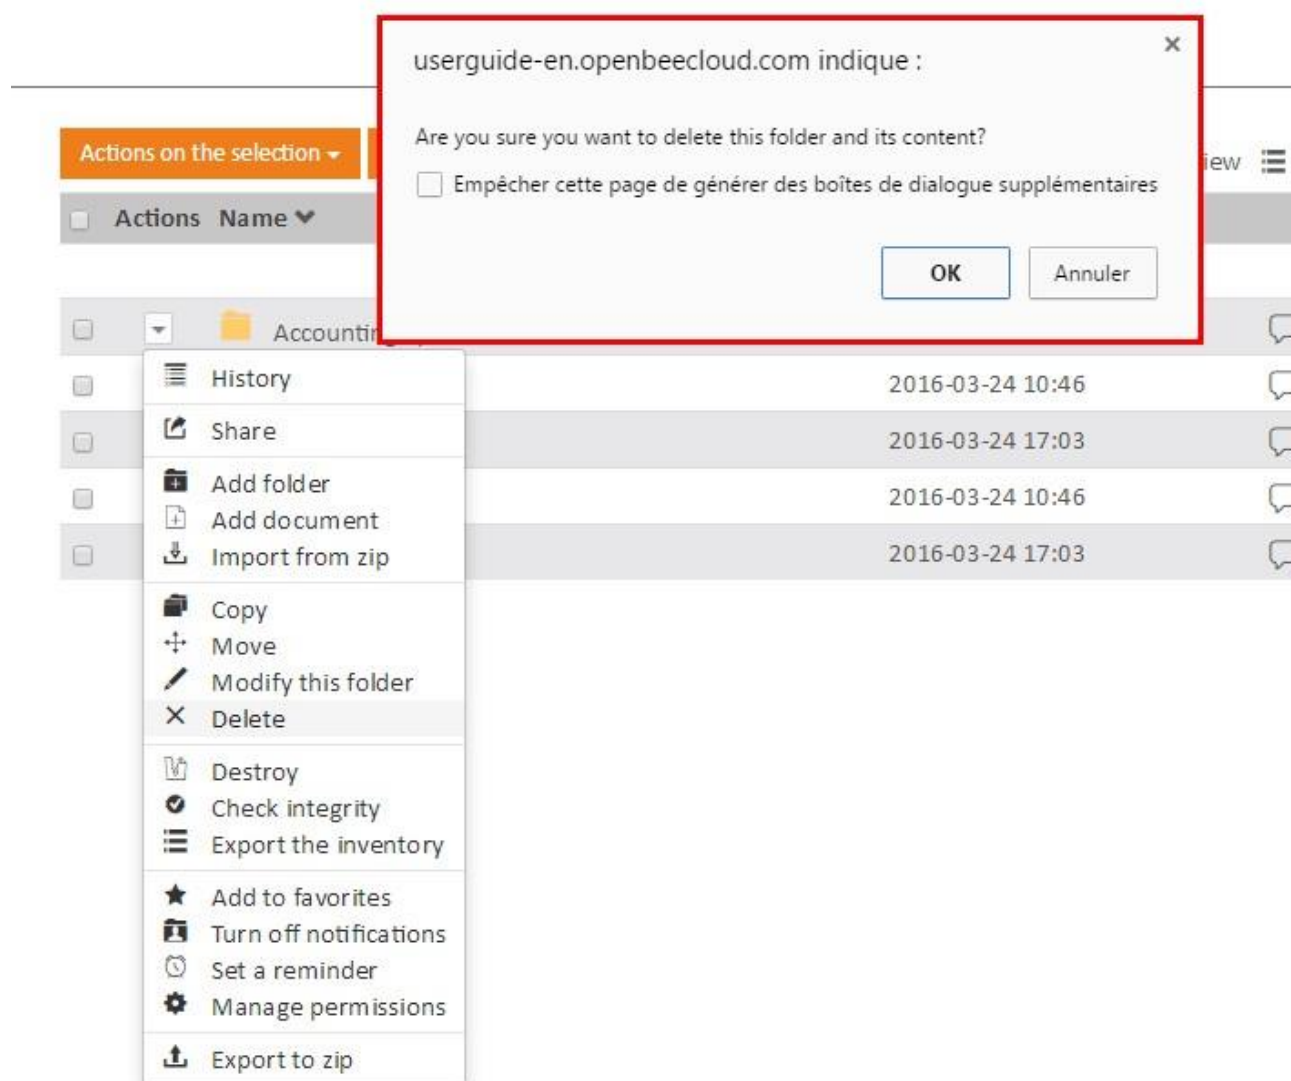 userguide-en.openbeecloud.com indique :
Are you sure you want to delete this folder and its content?
Empêcher cette page de générer des boîtes de dialogue supplémentaires
OK Annuler
Actions on the selection
Actions Name
History
2016-03-24 10:46
Share
2016-03-24 17:03
Add folder
2016-03-24 10:46
Add document
Import from zip
2016-03-24 17:03
Copy
Move
Modify this folder
Delete
Destroy
Check integrity
Export the inventory
Add to favorites
Turn off notifications
Set a reminder
Manage permissions
Export to zip